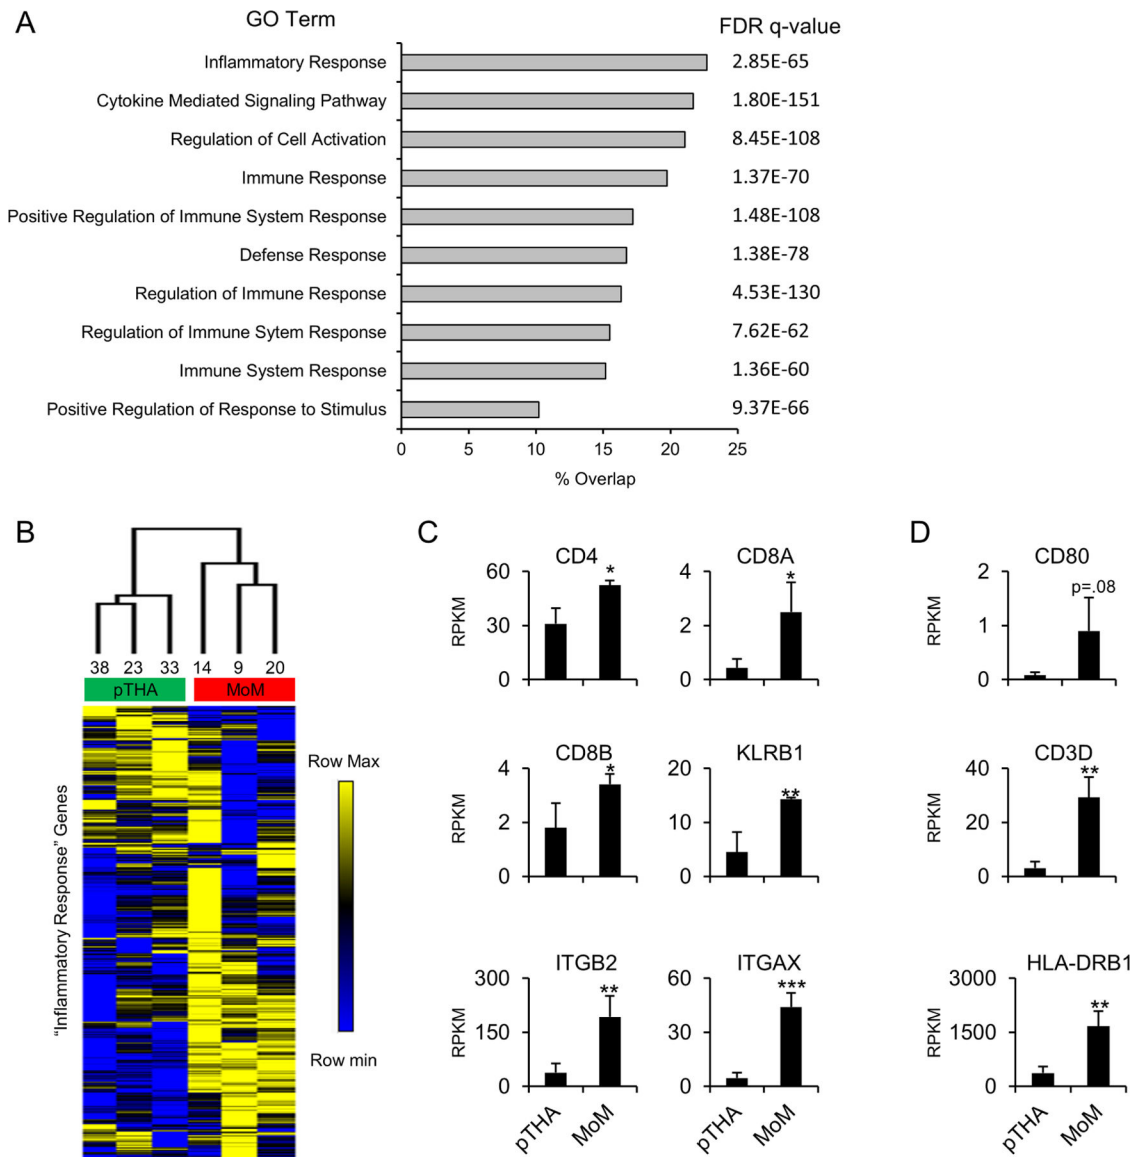 A
GO Term
FDR q-value
Inflammatory Response 2.85E-65
Cytokine Mediated Signaling Pathway 1.80E-151
Regulation of Cell Activation 8.45E-108
Immune Response 1.37E-70
Positive Regulation of Immune System Response 1.48E-108
Defense Response 1.38E-78
Regulation of Immune Response 4.53E-130
Regulation of Immune Sytem Response 7.62E-62
Immune System Response 1.36E-60
Positive Regulation of Response to Stimulus 9.37E-66
0 5 10 15 20 25
% Overlap
B
38 23 33 14 9 20
pTHA MoM
"Inflammatory Response" Genes
Row Max
Row min
C
CD4
RPKM
60
30
0
*
CD8A
4
2
0
*
CD8B
RPKM
4
2
0
*
KLRB1
20
10
0
**
ITGB2
RPKM
300
150
0
**
pTHA MoM
ITGAX
60
30
0
***
pTHA MoM
D
CD80
RPKM
2
1
0
p=.08
CD3D
RPKM
40
20
0
**
HLA-DRB1
RPKM
3000
1500
0
**
pTHA MoM